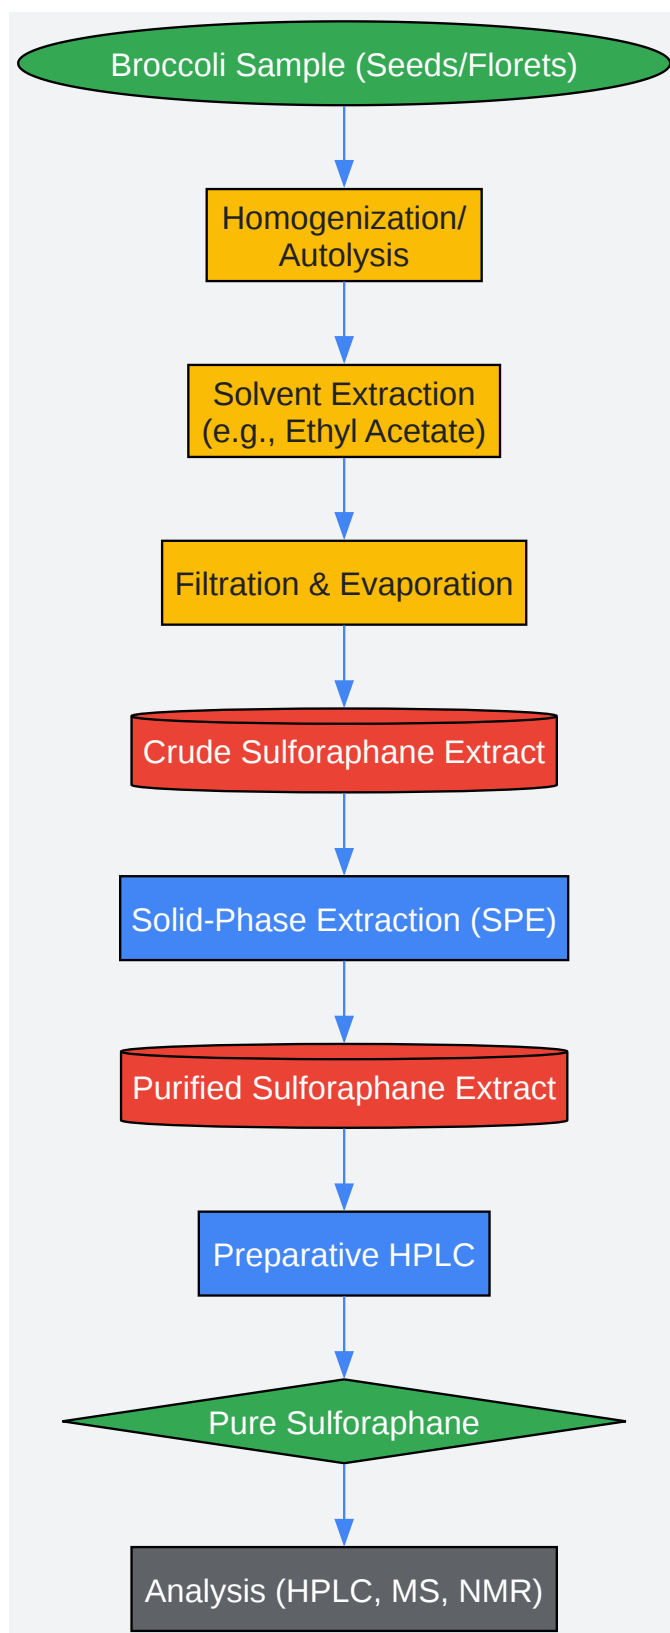 Broccoli Sample (Seeds/Florets)
Homogenization/
Autolysis
Solvent Extraction
(e.g., Ethyl Acetate)
Filtration & Evaporation
Crude Sulforaphane Extract
Solid-Phase Extraction (SPE)
Purified Sulforaphane Extract
Preparative HPLC
Pure Sulforaphane
Analysis (HPLC, MS, NMR)